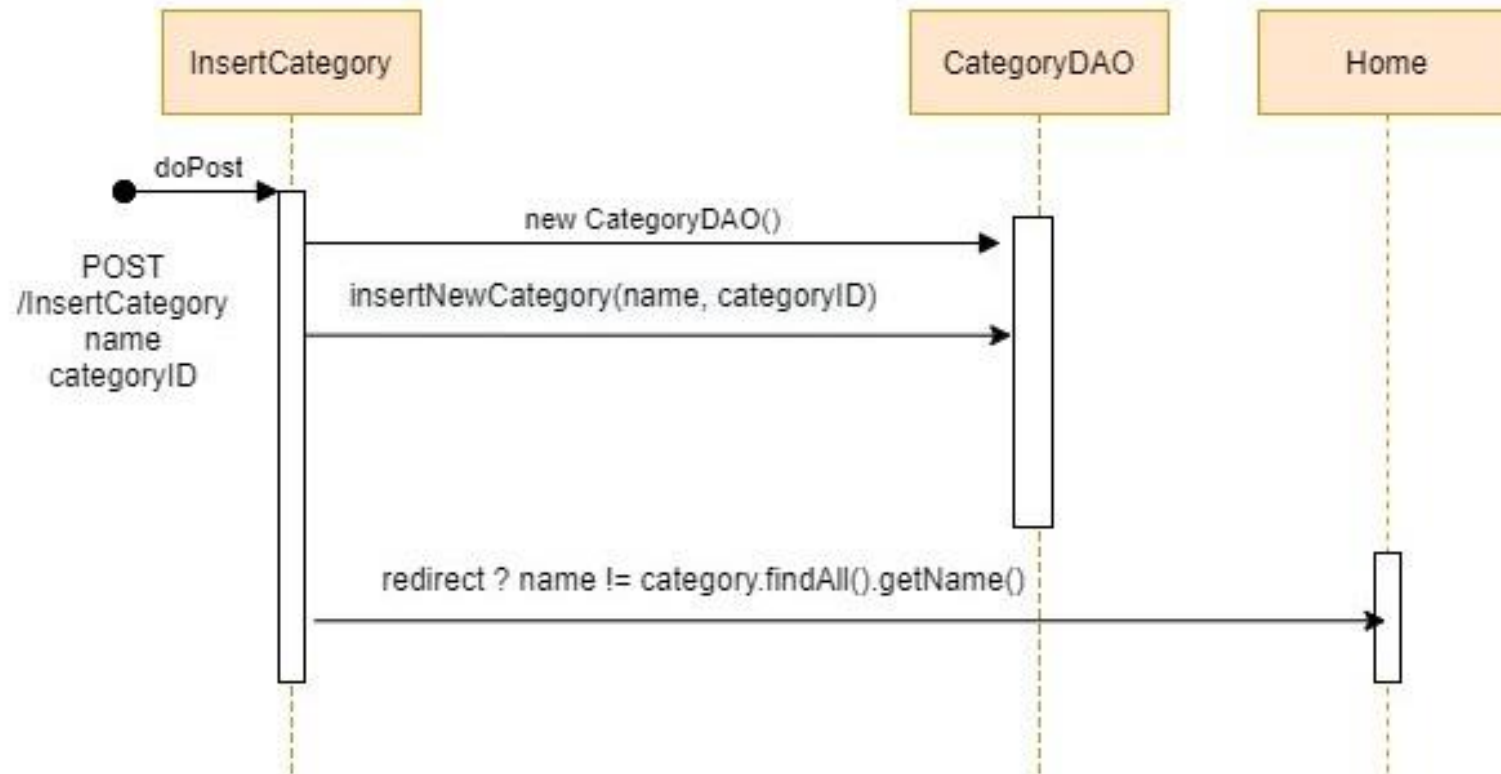 InsertCategory
CategoryDAO
Home
doPost
new CategoryDAO()
POST
/InsertCategory
name
categoryID
insertNewCategory(name, categoryID)
redirect ? name != category.findAll().getName()